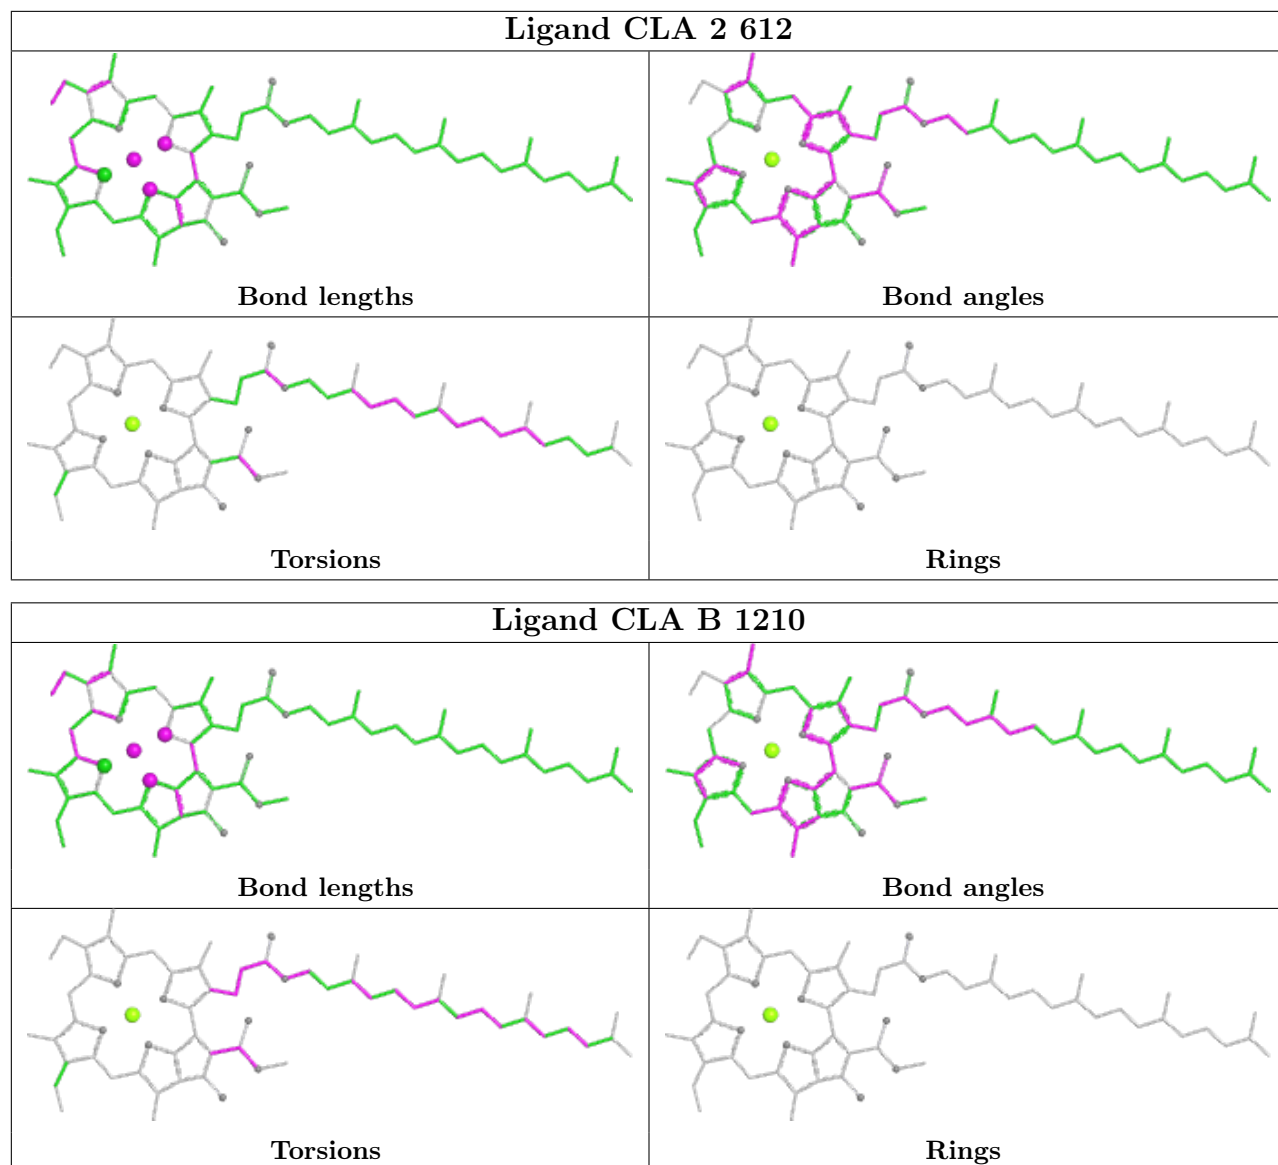 Ligand CLA 2 612
Bond lengths
Bond angles
Torsions
Rings
Ligand CLA B 1210
Bond lengths
Bond angles
Torsions
Rings